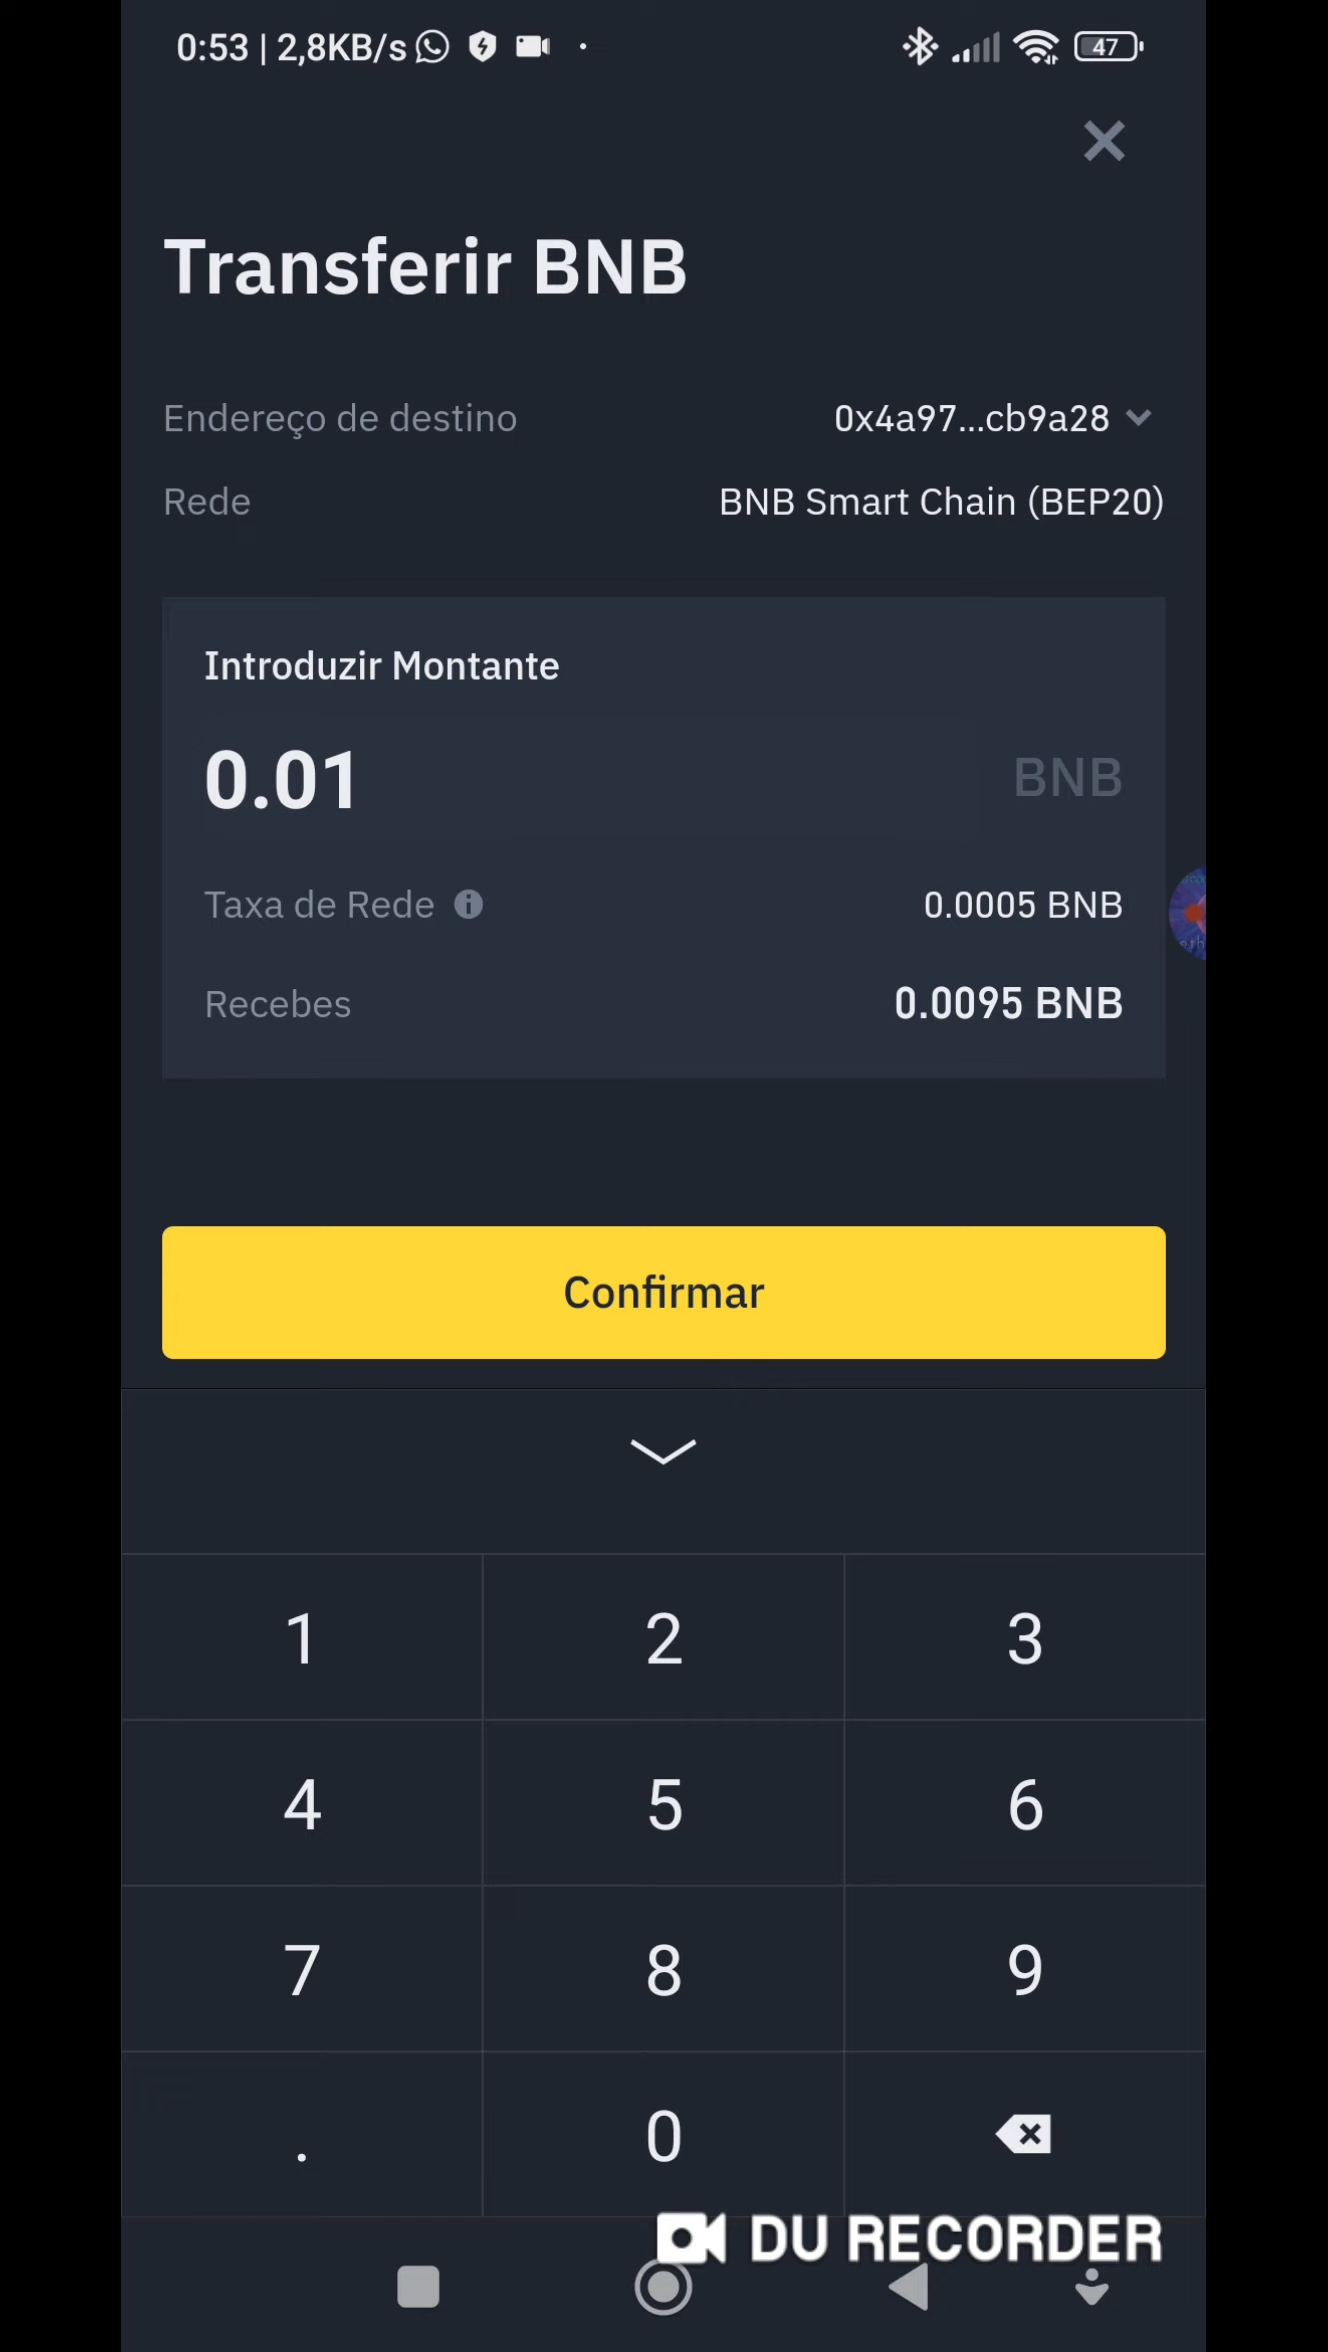 0:53 | 2,8KB/s
47
Transferir BNB
Endereço de destino 0x4a97...cb9a28
Rede BNB Smart Chain (BEP20)
Introduzir Montante
0.01 BNB
Taxa de Rede 0.0005 BNB
Recebes 0.0095 BNB
Confirmar
1 2 3
4 5 6
7 8 9
. 0
DU RECORDER